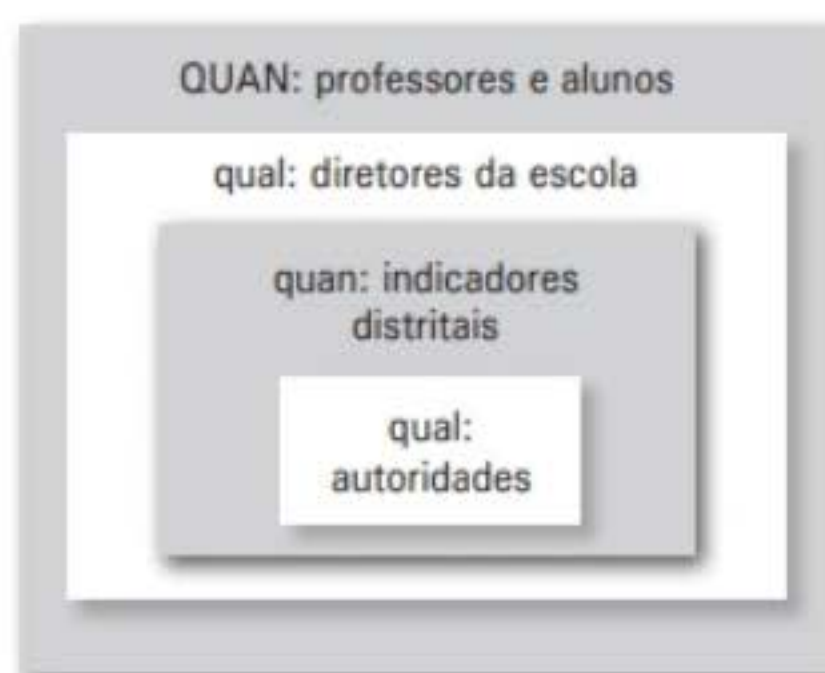 QUAN: professores e alunos
qual: diretores da escola
quan: indicadores
distritais
qual:
autoridades